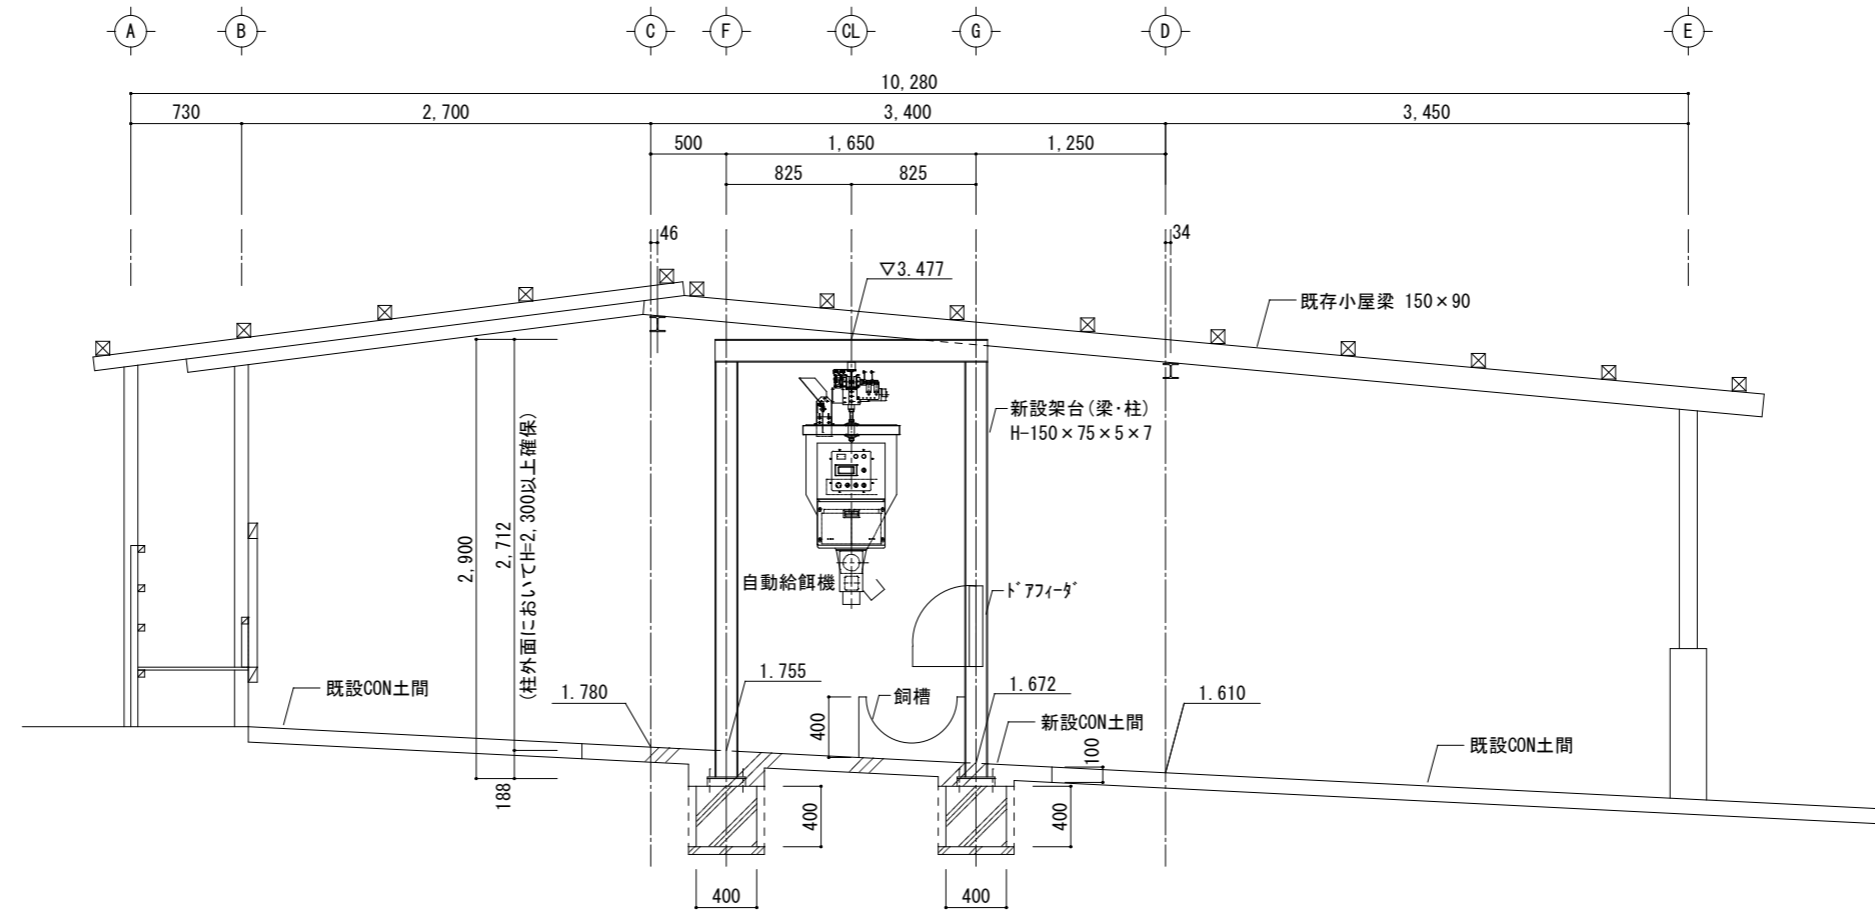 A
B
C
F
CL
G
D
E
10,280
730
2,700
3,400
3,450
500
1,650
1,250
825
825
46
34
▽3.477
既存小屋梁 150×90
新設架台(梁・柱)
H-150×75×5×7
2,900
2,712
(柱外面においてH=2,300以上確保)
自動給餌機
ﾄﾞｱﾌｨｰﾀﾞ
既設CON土間
1.780
1.755
飼槽
1.672
1.610
400
新設CON土間
100
既設CON土間
188
400
400
400
400